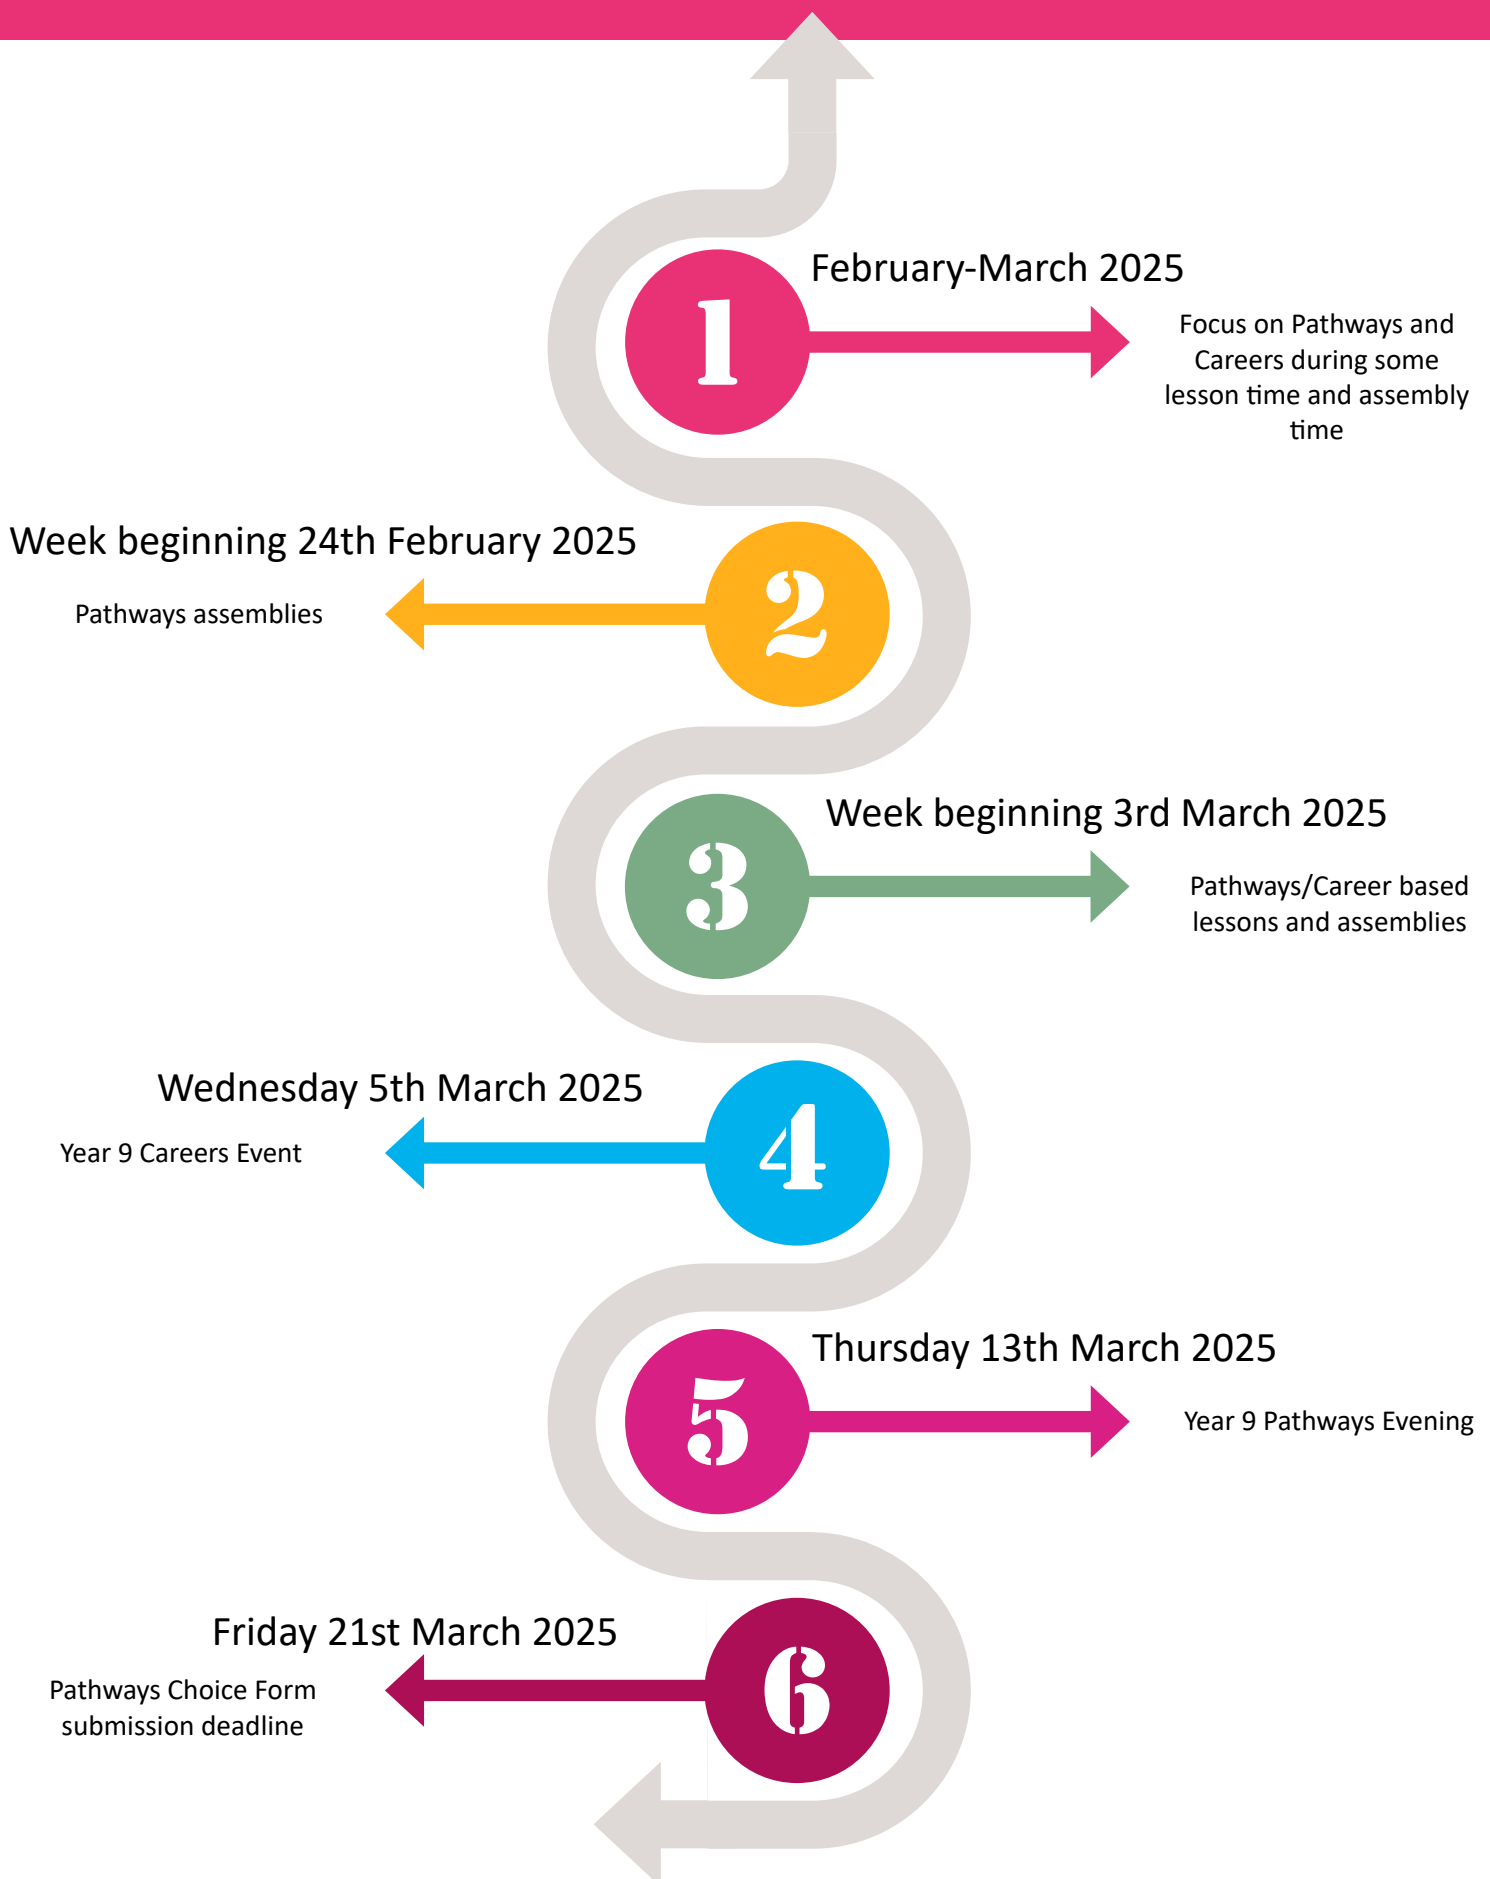 1
February-March 2025
Focus on Pathways and
Careers during some
lesson time and assembly
time
Week beginning 24th February 2025
2
Pathways assemblies
Week beginning 3rd March 2025
3
Pathways/Career based
lessons and assemblies
Wednesday 5th March 2025
4
Year 9 Careers Event
Thursday 13th March 2025
5
Year 9 Pathways Evening
Friday 21st March 2025
6
Pathways Choice Form
submission deadline